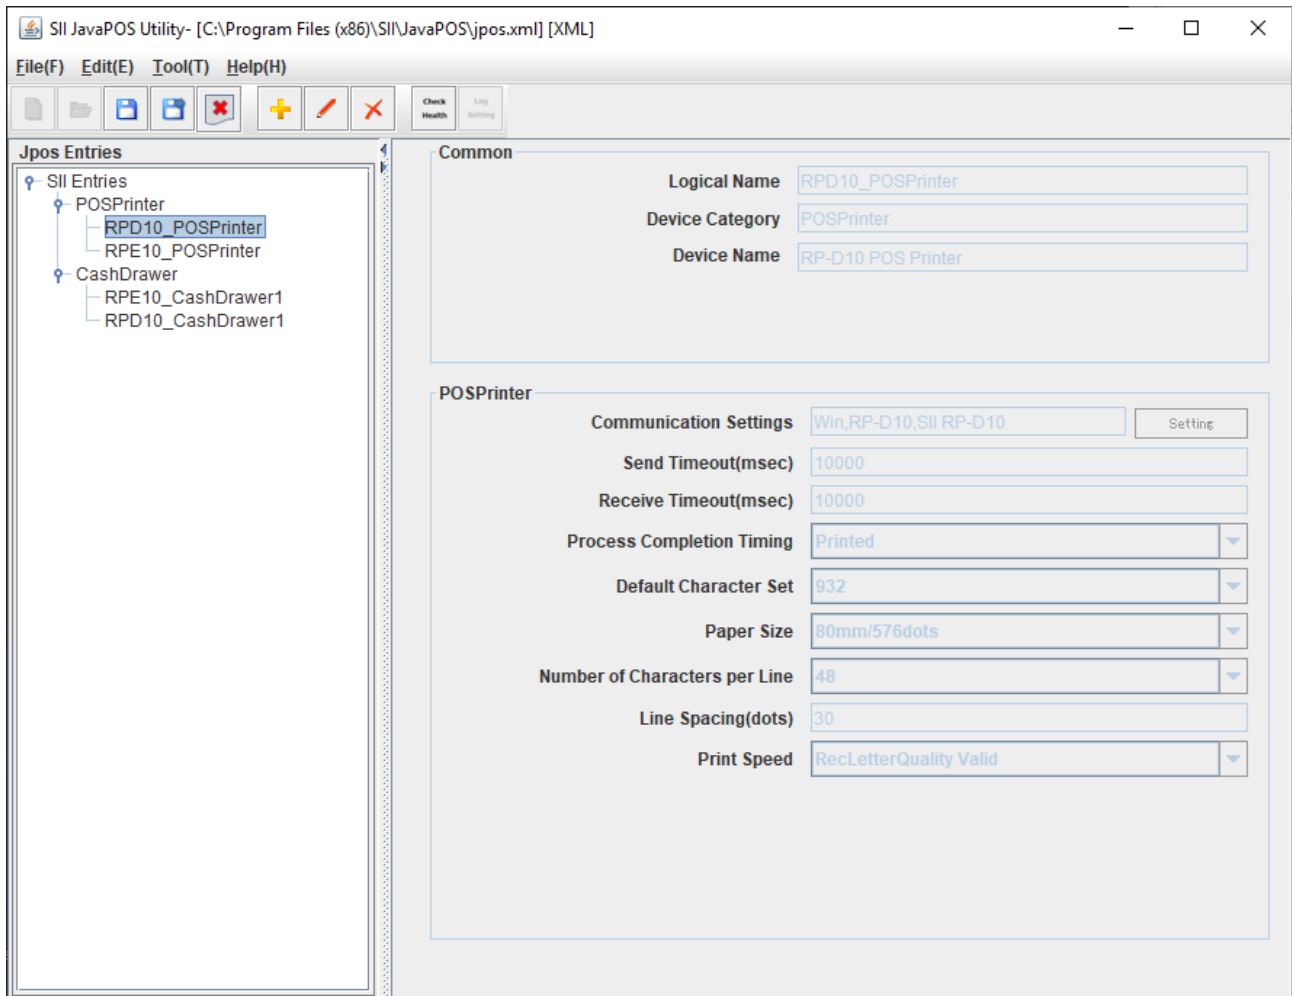 SII JavaPOS Utility- [C:\Program Files (x86)\SII\JavaPOS\jpos.xml] [XML]
File(F) Edit(E) Tool(T) Help(H)
Check Health
Log Setting
Jpos Entries
SII Entries
POSPrinter
RPD10_POSPrinter
RPE10_POSPrinter
CashDrawer
RPE10_CashDrawer1
RPD10_CashDrawer1
Common
Logical Name RPD10_POSPrinter
Device Category POSPrinter
Device Name RP-D10 POS Printer
POSPrinter
Communication Settings Win,RP-D10,SII RP-D10 Setting
Send Timeout(msec) 10000
Receive Timeout(msec) 10000
Process Completion Timing Printed
Default Character Set 932
Paper Size 80mm/576dots
Number of Characters per Line 48
Line Spacing(dots) 30
Print Speed RecLetterQuality Valid